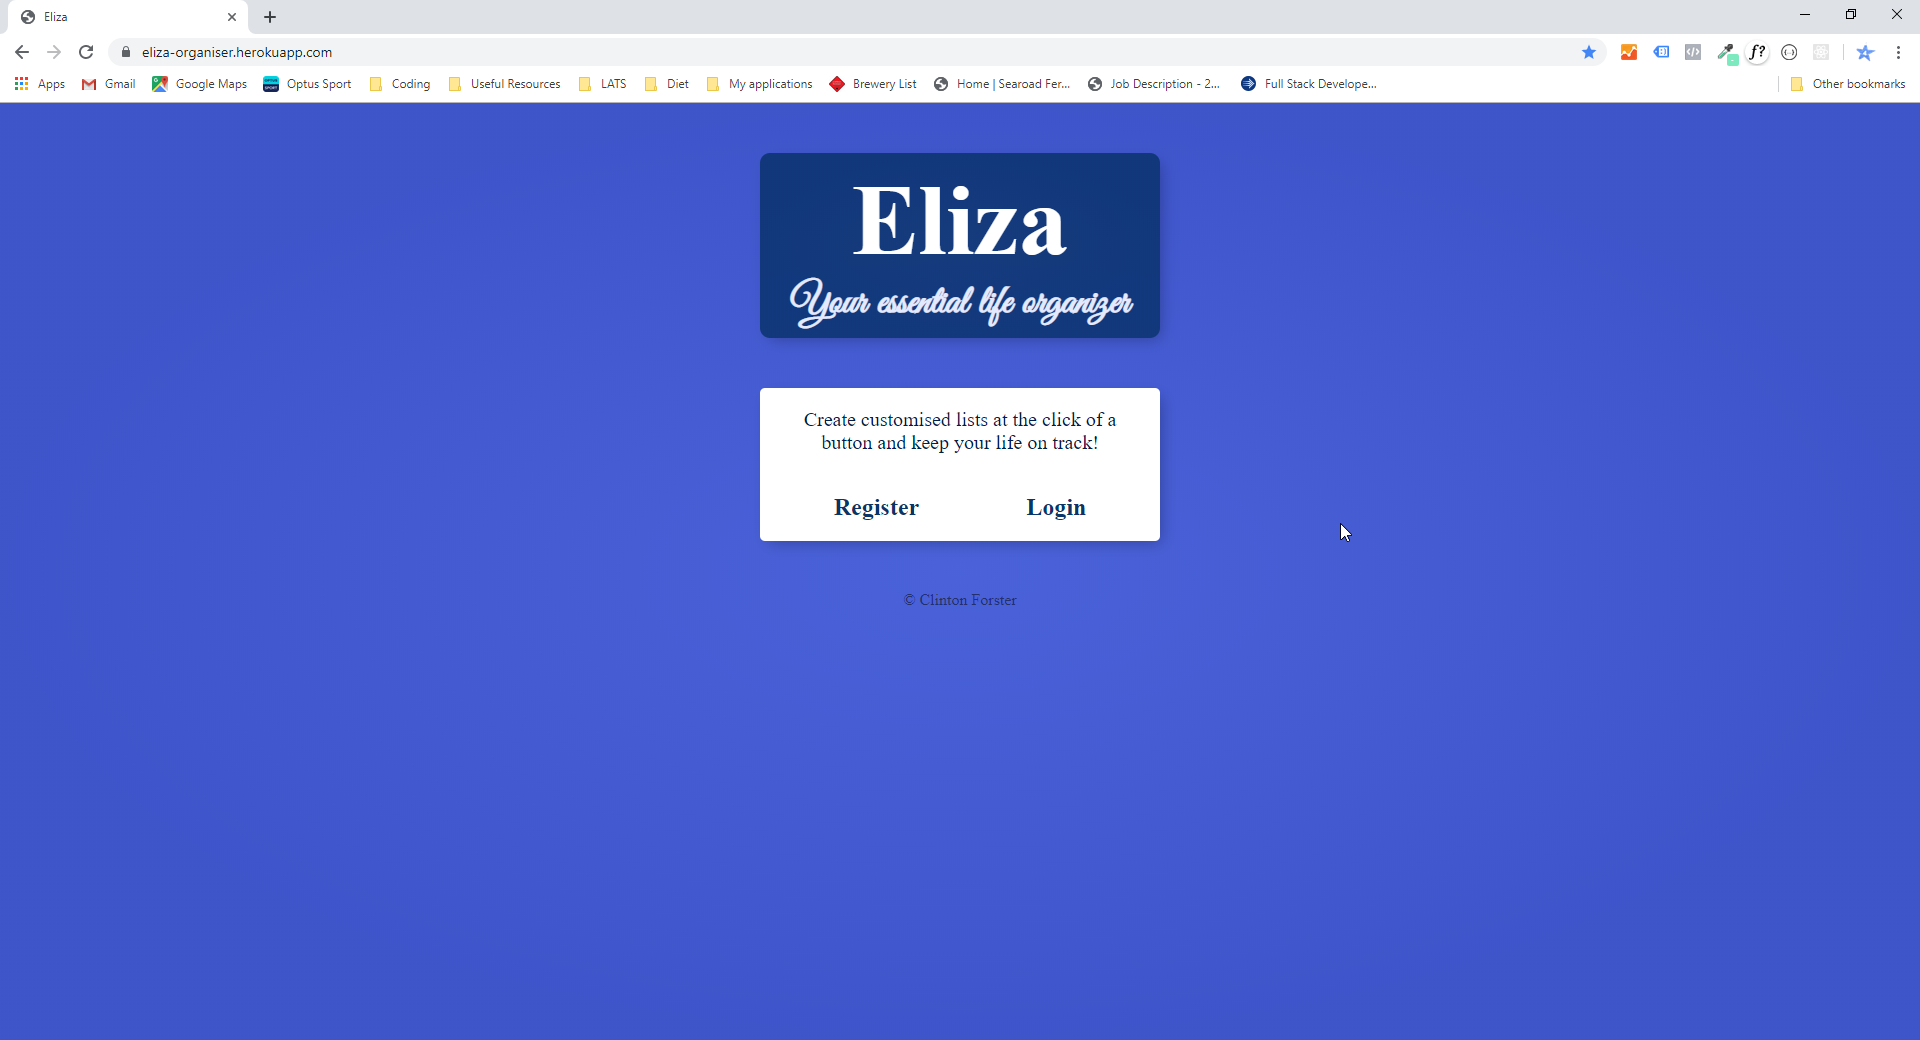 Eliza
eliza-organiser.herokuapp.com
f?
Apps Gmail Google Maps Optus Sport Coding Useful Resources LATS Diet My applications Brewery List Home | Searoad Fer... Job Description - 2... Full Stack Develope... Other bookmarks
Eliza
Your essential life organizer
Create customised lists at the click of a
button and keep your life on track!
Register Login
© Clinton Forster